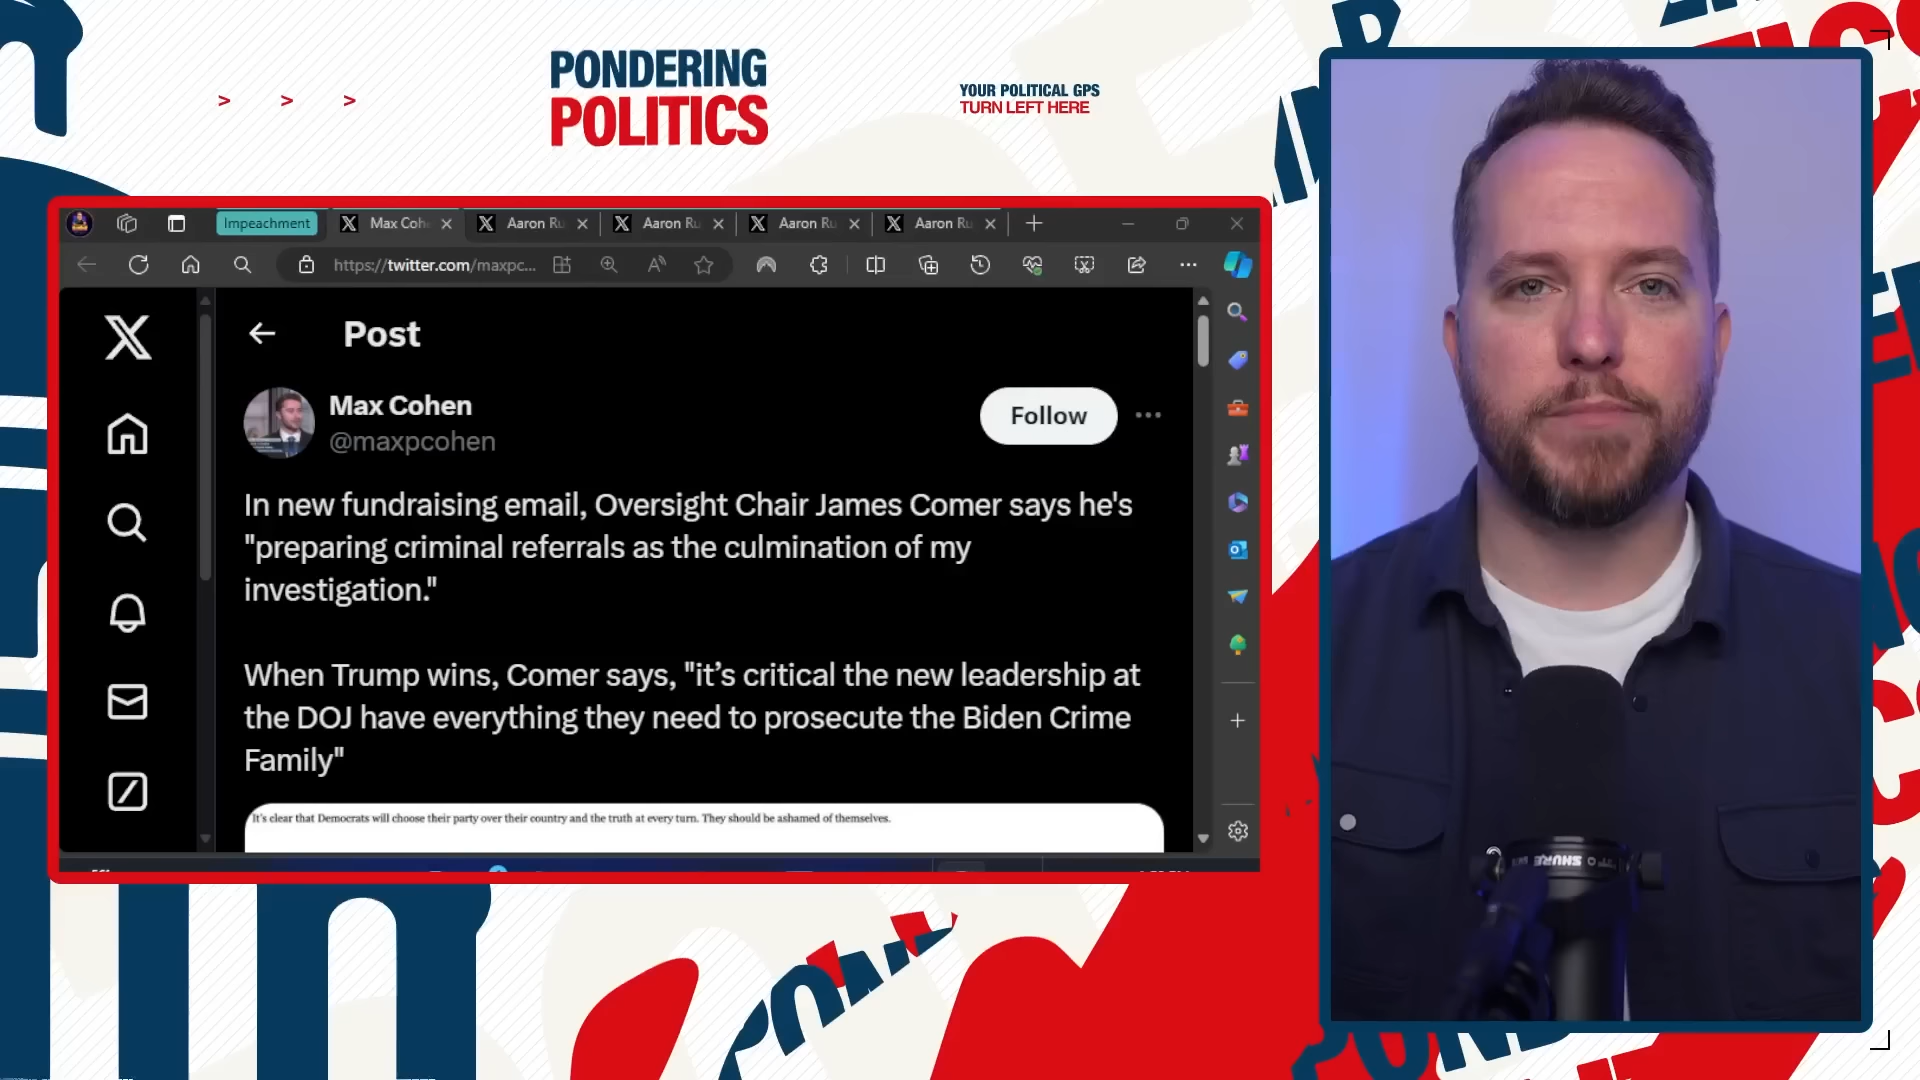 PONDERING
POLITICS
YOUR POLITICAL GPS
TURN LEFT HERE
> > >
Impeachment
Max Coh
Aaron Ru
Aaron Ru
Aaron Ru
Aaron Ru
https://twitter.com/maxpc...
Post
Max Cohen
@maxpcohen
Follow
In new fundraising email, Oversight Chair James Comer says he's
"preparing criminal referrals as the culmination of my
investigation."
When Trump wins, Comer says, "it’s critical the new leadership at
the DOJ have everything they need to prosecute the Biden Crime
Family"
It's clear that Democrats will choose their party over their country and the truth at every turn. They should be ashamed of themselves.
SHURE